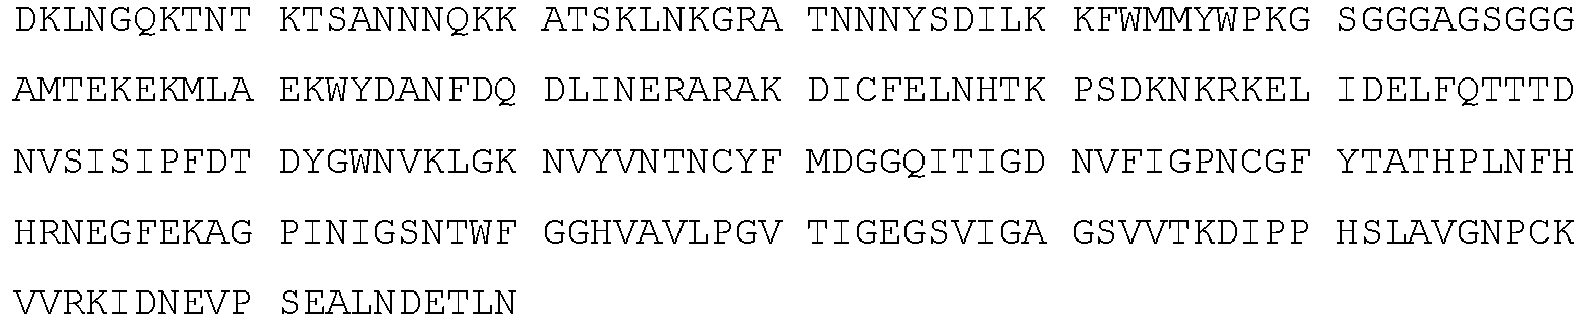 DKLNGQKTNT KTSANNNQKK ATSKLNKGRA TNNNYSDILK KFWMMYWPKG SGGGAGSGGG
AMTEKEKMLA EKWYDANFDQ DLINERARAK DICFELNHTK PSDKNKRKEL IDELFQTTTD
NVSISIPFDT DYGWNVKLGK NVYVNTNCYF MDGGQITIGD NVFIGPNCGF YTATHPLNFH
HRNEGFEKAG PINIGSNTWF GGHVAVLPGV TIGEGSVIGA GSVVTKDIPP HSLAVGNPCK
VVRKIDNEVP SEALNDETLN